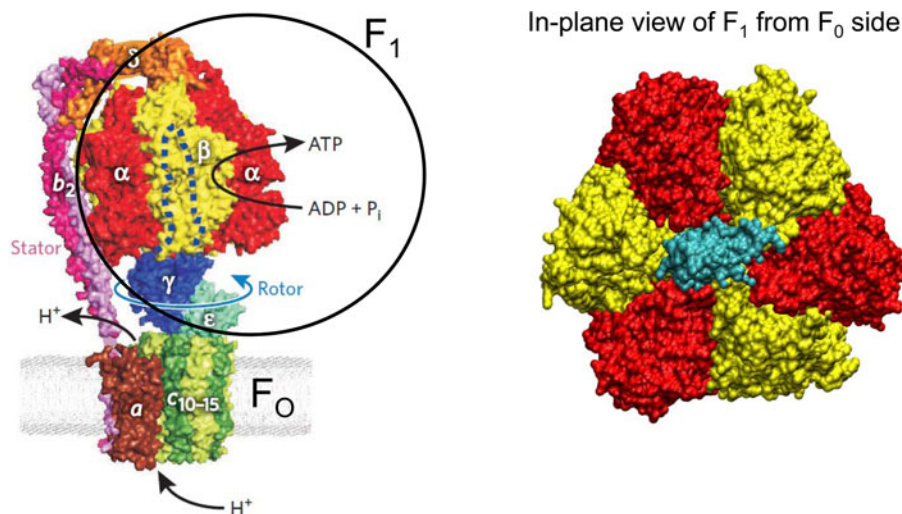 In-plane view of F1 from F0 side
F1
δ
β
ATP
α
α
b2
ADP + Pi
Stator
γ
Rotor
H+
ε
a
c10–15
FO
H+